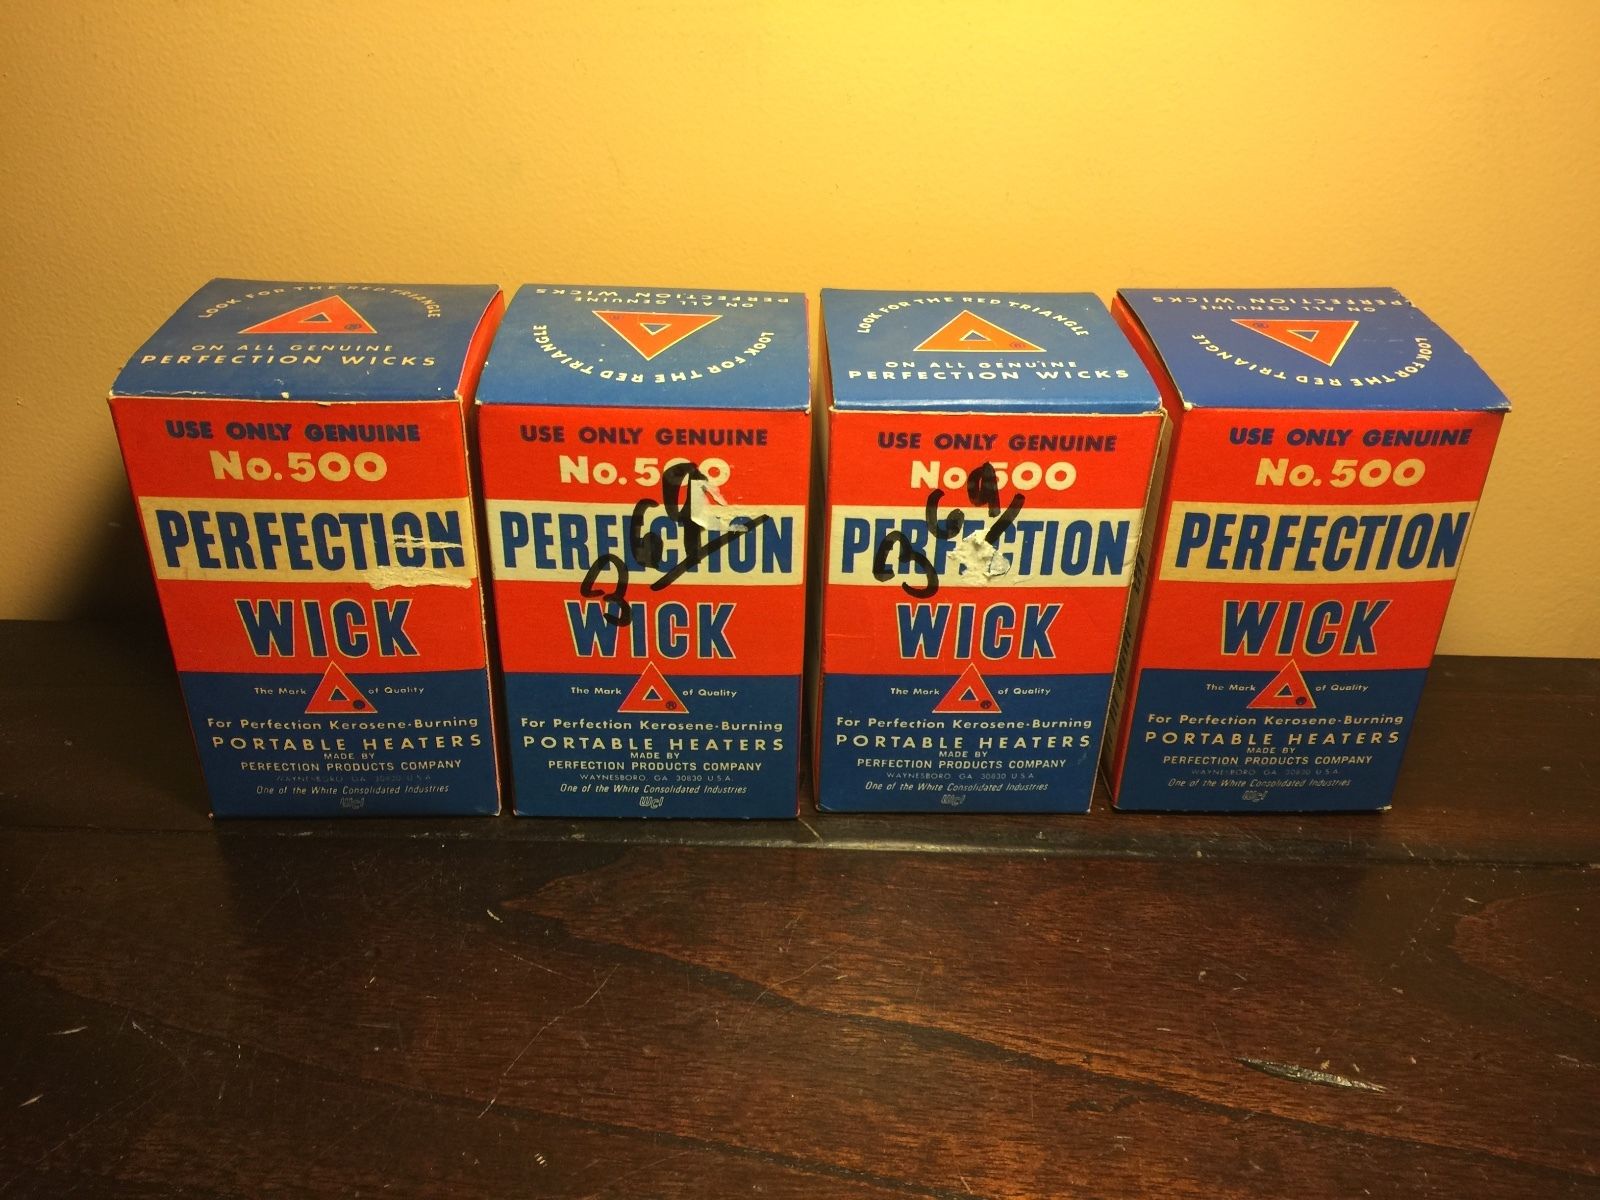 LOOK FOR THE RED TRIANGLE
ON ALL GENUINE
PERFECTION WICKS
USE ONLY GENUINE
No. 500
PERFECTION
WICK
The Mark of Quality
For Perfection Kerosene-Burning
PORTABLE HEATERS
MADE BY
PERFECTION PRODUCTS COMPANY
WAYNESBORO, GA. 30830 U.S.A.
One of the White Consolidated Industries
WCI
LOOK FOR THE RED TRIANGLE
ON ALL GENUINE
PERFECTION WICKS
USE ONLY GENUINE
No. 500
369
PERFECTION
WICK
The Mark of Quality
For Perfection Kerosene-Burning
PORTABLE HEATERS
MADE BY
PERFECTION PRODUCTS COMPANY
WAYNESBORO, GA. 30830 U.S.A.
One of the White Consolidated Industries
WCI
LOOK FOR THE RED TRIANGLE
ON ALL GENUINE
PERFECTION WICKS
USE ONLY GENUINE
No. 500
369
PERFECTION
WICK
The Mark of Quality
For Perfection Kerosene-Burning
PORTABLE HEATERS
MADE BY
PERFECTION PRODUCTS COMPANY
WAYNESBORO, GA. 30830 U.S.A.
One of the White Consolidated Industries
WCI
LOOK FOR THE RED TRIANGLE
ON ALL GENUINE
PERFECTION WICKS
USE ONLY GENUINE
No. 500
PERFECTION
WICK
The Mark of Quality
For Perfection Kerosene-Burning
PORTABLE HEATERS
MADE BY
PERFECTION PRODUCTS COMPANY
WAYNESBORO, GA. 30830 U.S.A.
One of the White Consolidated Industries
WCI